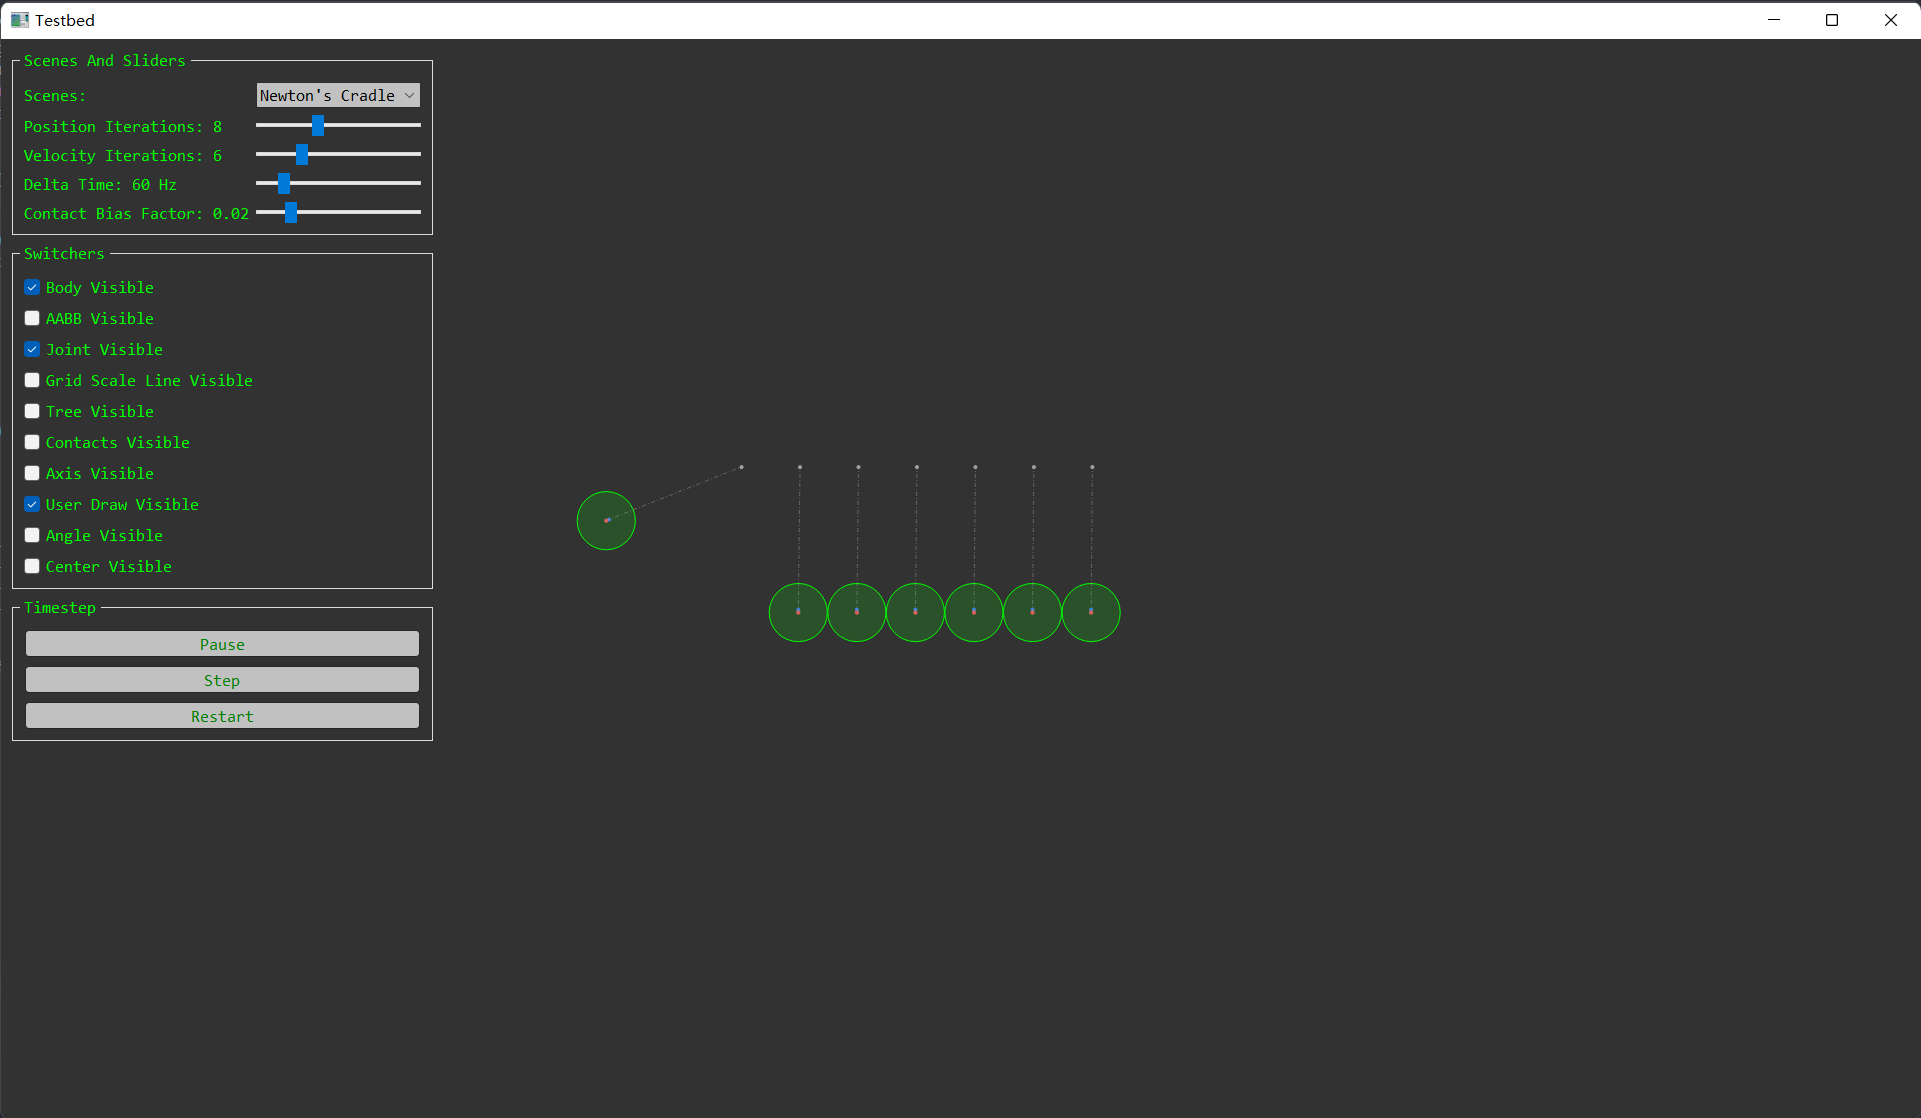 Testbed
Scenes And Sliders
Scenes: Newton's Cradle
Position Iterations: 8
Velocity Iterations: 6
Delta Time: 60 Hz
Contact Bias Factor: 0.02
Switchers
Body Visible
AABB Visible
Joint Visible
Grid Scale Line Visible
Tree Visible
Contacts Visible
Axis Visible
User Draw Visible
Angle Visible
Center Visible
Timestep
Pause
Step
Restart